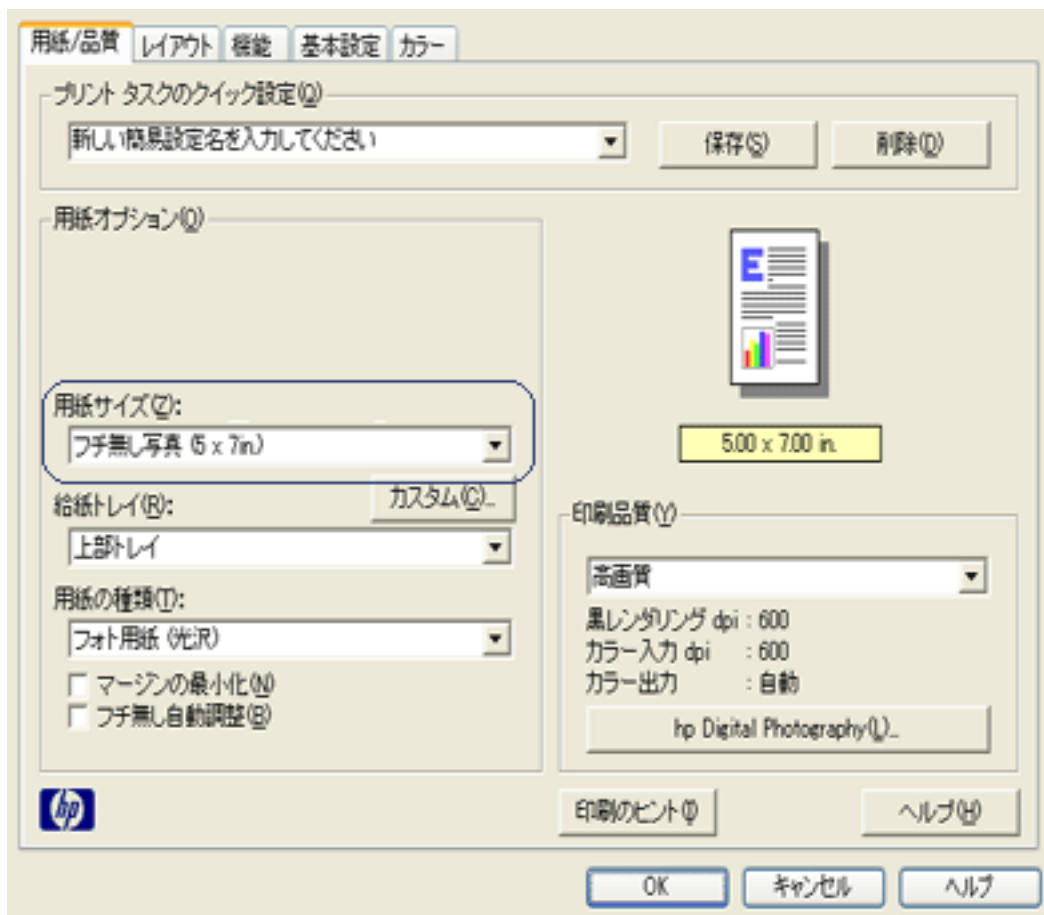 用紙/品質 レイアウト 機能 基本設定 カラー
プリント タスクのクイック設定(Q)
新しい簡易設定名を入力してください
保存(S) 削除(D)
用紙オプション(O)
E
用紙サイズ(Z):
フチ無し写真 (5 x 7in.)
5.00 x 7.00 in.
カスタム(C)...
給紙トレイ(R):
上部トレイ
用紙の種類(T):
フォト用紙 (光沢)
マージンの最小化(N)
フチ無し自動調整(B)
印刷品質(Y)
高画質
黒レンダリング dpi : 600
カラー入力 dpi : 600
カラー出力 : 自動
hp Digital Photography(L)...
hp
印刷のヒント(I) ヘルプ(H)
OK キャンセル ヘルプ